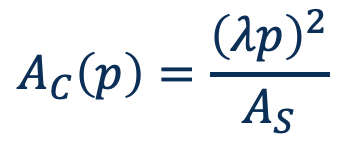 A_C(p) = (λp)² / A_S